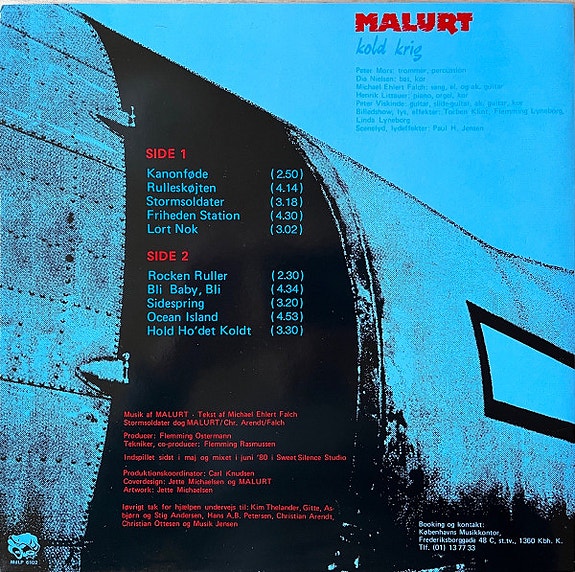 MALURT
kold krig
Peter Mors: trommer, percussion
Dia Nielsen: bas, kor
Michael Ehlert Falch: sang, el. og ak. guitar
Henrik Littauer: piano, orgel, kor
Peter Viskinde: guitar, slideguitar, ak. guitar, kor
Billedshow, lys, effekter: Torben Klint, Flemming Lyneborg,
Linda Lyneborg
Scenelyd, lydeffekter: Paul H. Jensen
SIDE 1
Kanonføde (2.50)
Rulleskøjten (4.14)
Stormsoldater (3.18)
Friheden Station (4.30)
Lort Nok (3.02)
SIDE 2
Rocken Ruller (2.30)
Bli Baby, Bli (4.34)
Sidespring (3.20)
Ocean Island (4.53)
Hold Ho'det Koldt (3.30)
Musik af MALURT - Tekst af Michael Ehlert Falch
Stormsoldater dog MALURT/Chr. Arendt/Falch
Producer: Flemming Ostermann
Tekniker, co-producer: Flemming Rasmussen
Indspillet sidst i maj og mixet i juni '80 i Sweet Silence Studio
Produktionskoordinator: Carl Knudsen
Coverdesign: Jette Michaelsen og MALURT
Artwork: Jette Michaelsen
Iøvrigt tak for hjælpen undervejs til: Kim Thelander, Gitte, As-
bjørn og Stig Andersen, Hans A.B. Petersen, Christian Arendt,
Christian Ottesen og Musik Jensen
Booking og kontakt:
Københavns Musikkontor,
Frederiksborggade 48 C, st.tv., 1360 Kbh. K.
Tlf. (01) 13 77 33
MLP 6102